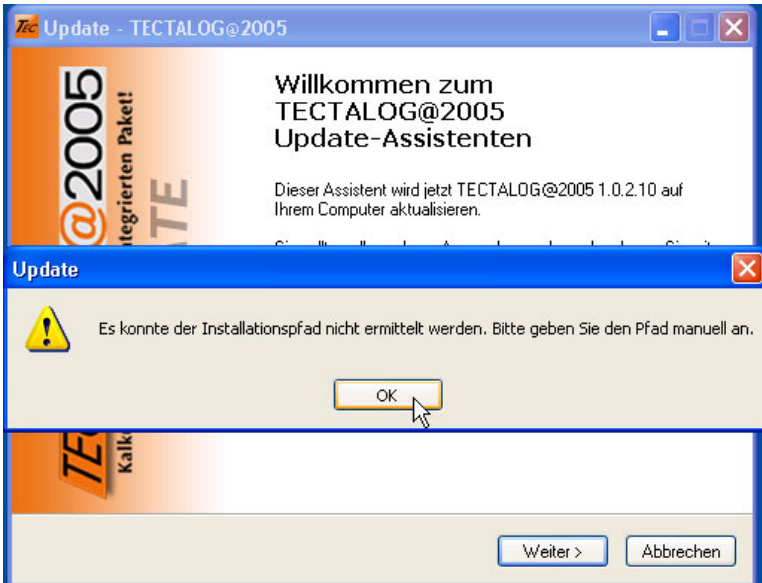 TEC Update - TECTALOG@2005
Willkommen zum
TECTALOG@2005
Update-Assistenten
Dieser Assistent wird jetzt TECTALOG@2005 1.0.2.10 auf
Ihrem Computer aktualisieren.
@2005
tegrierten Paket!
Update
Es konnte der Installationspfad nicht ermittelt werden. Bitte geben Sie den Pfad manuell an.
OK
TEC
Kalk
Weiter >
Abbrechen